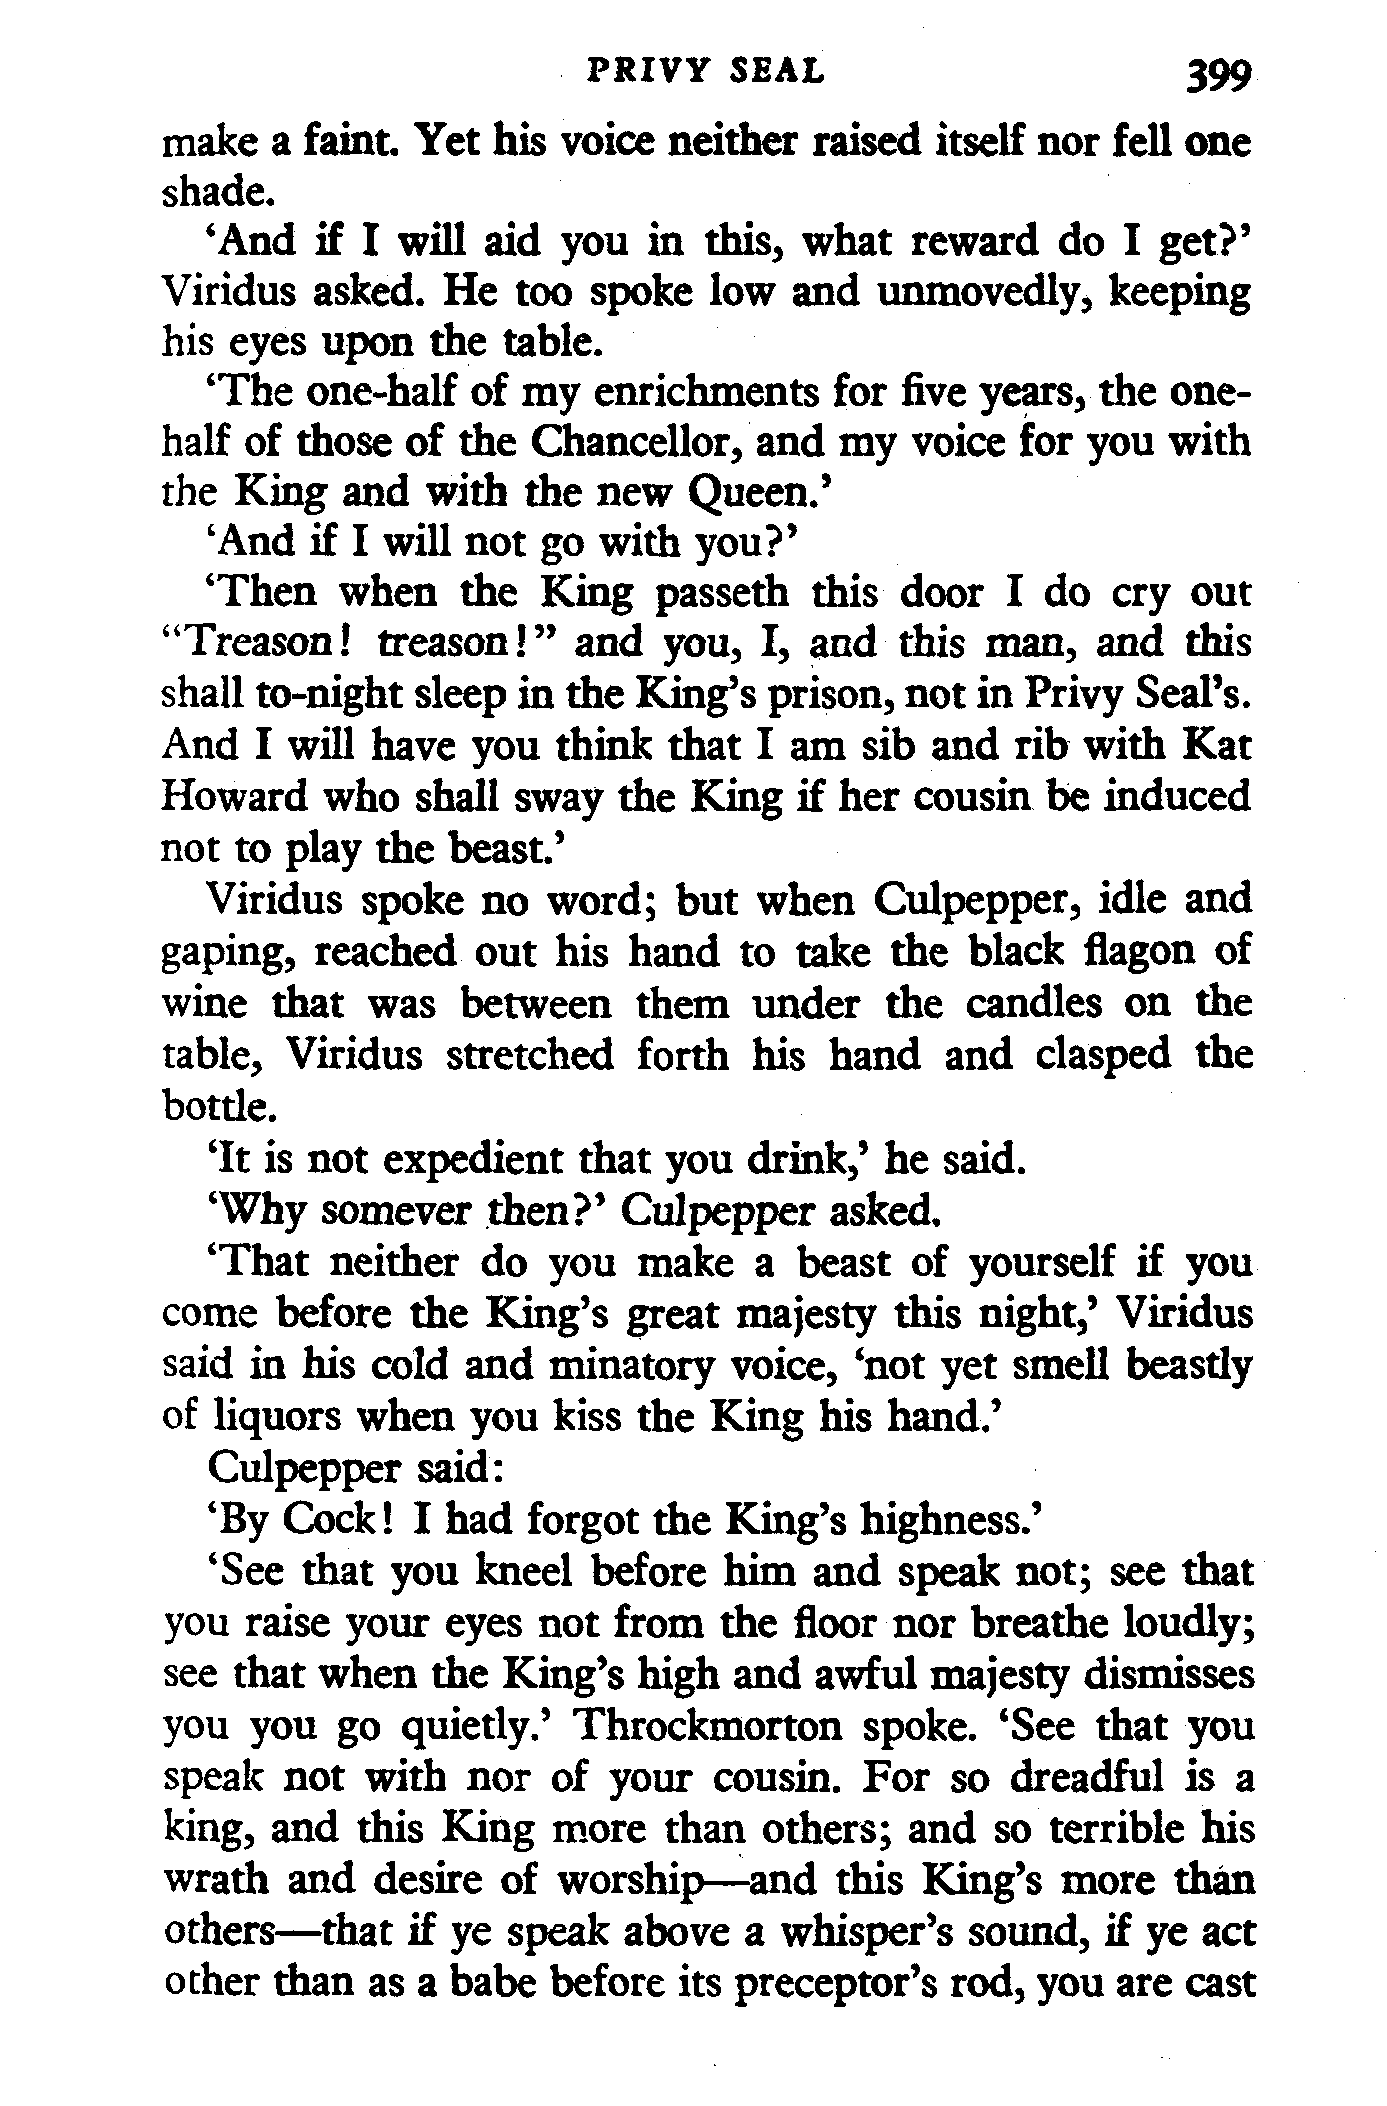 PRIVY SEAL 399
make a faint. Yet his voice neither raised itself nor fell one
shade.
‘And if I will aid you in this, what reward do I get?’
Viridus asked. He too spoke low and unmovedly, keeping
his eyes upon the table.
‘The one-half of my enrichments for five years, the one-
half of those of the Chancellor, and my voice for you with
the King and with the new Queen.’
‘And if I will not go with you?’
‘Then when the King passeth this door I do cry out
“Treason! treason!” and you, I, and this man, and this
shall to-night sleep in the King’s prison, not in Privy Seal’s.
And I will have you think that I am sib and rib with Kat
Howard who shall sway the King if her cousin be induced
not to play the beast.’
Viridus spoke no word; but when Culpepper, idle and
gaping, reached out his hand to take the black flagon of
wine that was between them under the candles on the
table, Viridus stretched forth his hand and clasped the
bottle.
‘It is not expedient that you drink,’ he said.
‘Why somever then?’ Culpepper asked.
‘That neither do you make a beast of yourself if you
come before the King’s great majesty this night,’ Viridus
said in his cold and minatory voice, ‘not yet smell beastly
of liquors when you kiss the King his hand.’
Culpepper said:
‘By Cock! I had forgot the King’s highness.’
‘See that you kneel before him and speak not; see that
you raise your eyes not from the floor nor breathe loudly;
see that when the King’s high and awful majesty dismisses
you you go quietly.’ Throckmorton spoke. ‘See that you
speak not with nor of your cousin. For so dreadful is a
king, and this King more than others; and so terrible his
wrath and desire of worship—and this King’s more than
others—that if ye speak above a whisper’s sound, if ye act
other than as a babe before its preceptor’s rod, you are cast